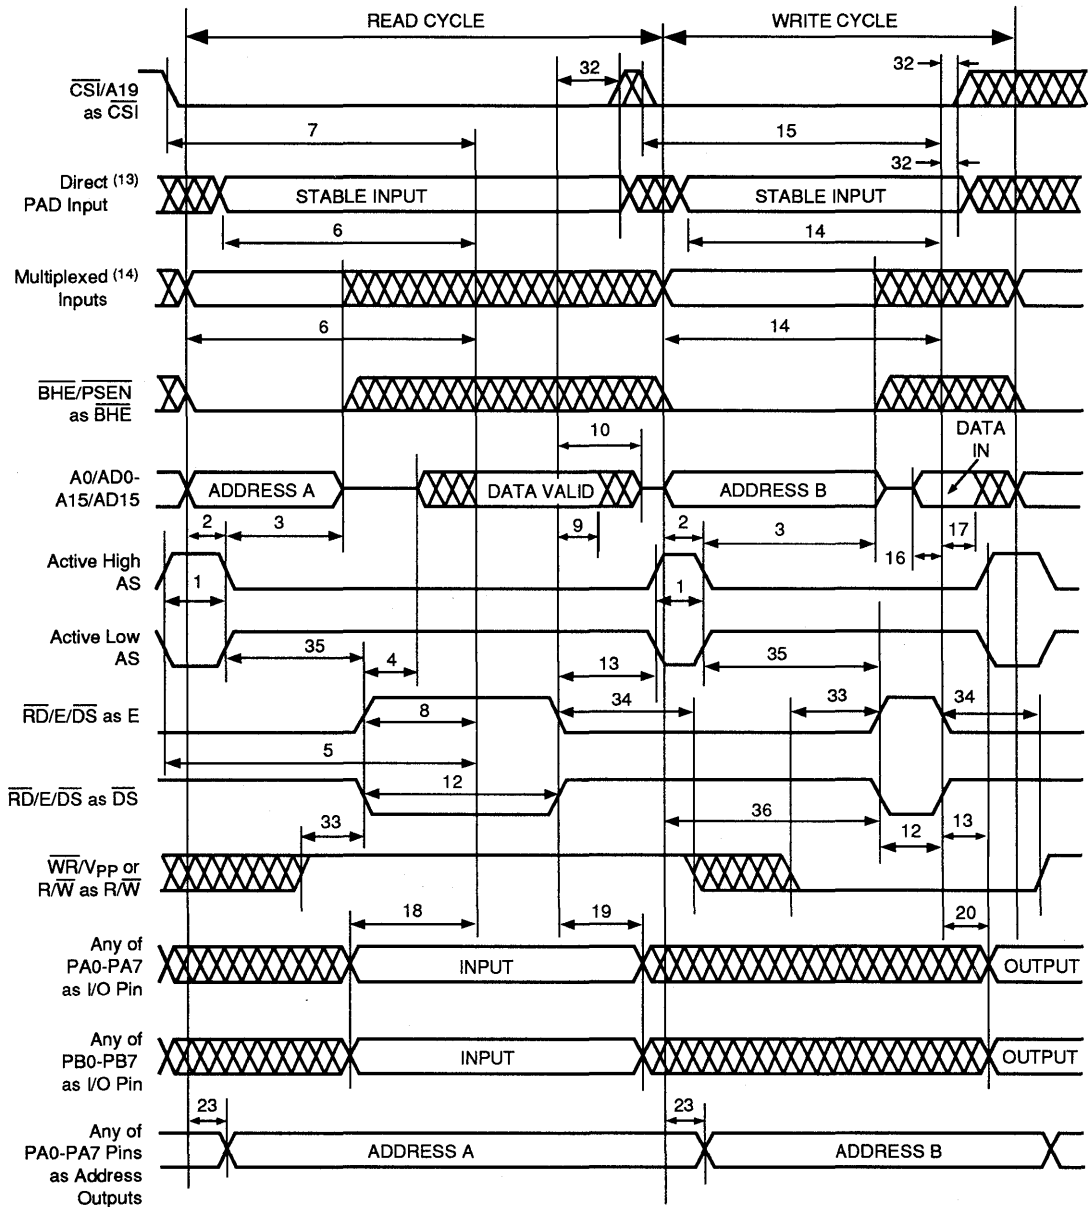 READ CYCLE
WRITE CYCLE
32
32
CSI/A19
as CSI
7
15
32
Direct (13)
PAD Input
STABLE INPUT
STABLE INPUT
6
14
Multiplexed (14)
Inputs
6
14
BHE/PSEN
as BHE
10
DATA
IN
A0/AD0-
A15/AD15
ADDRESS A
DATA VALID
ADDRESS B
2
3
9
2
3
16
17
Active High
AS
1
1
Active Low
AS
35
4
13
35
RD/E/DS as E
8
34
33
34
5
RD/E/DS as DS
12
36
33
12
13
WR/VPP or
R/W as R/W
18
19
20
Any of
PA0-PA7
as I/O Pin
INPUT
OUTPUT
Any of
PB0-PB7
as I/O Pin
INPUT
OUTPUT
23
23
Any of
PA0-PA7 Pins
as Address
Outputs
ADDRESS A
ADDRESS B